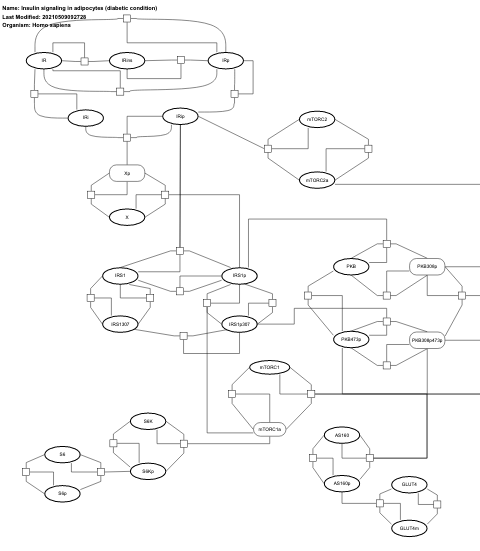 Name: Insulin signaling in adipocytes (diabetic condition)
Last Modified: 20210509092728
Organism: Homo sapiens
IR
IRins
IRp
IRi
IRip
mTORC2
Xp
mTORC2a
X
PKB
PKB308p
IRS1
IRS1p
IRS1307
IRS1p307
PKB473p
PKB308p473p
mTORC1
S6K
mTORC1a
AS160
S6
S6Kp
AS160p
GLUT4
S6p
GLUT4m